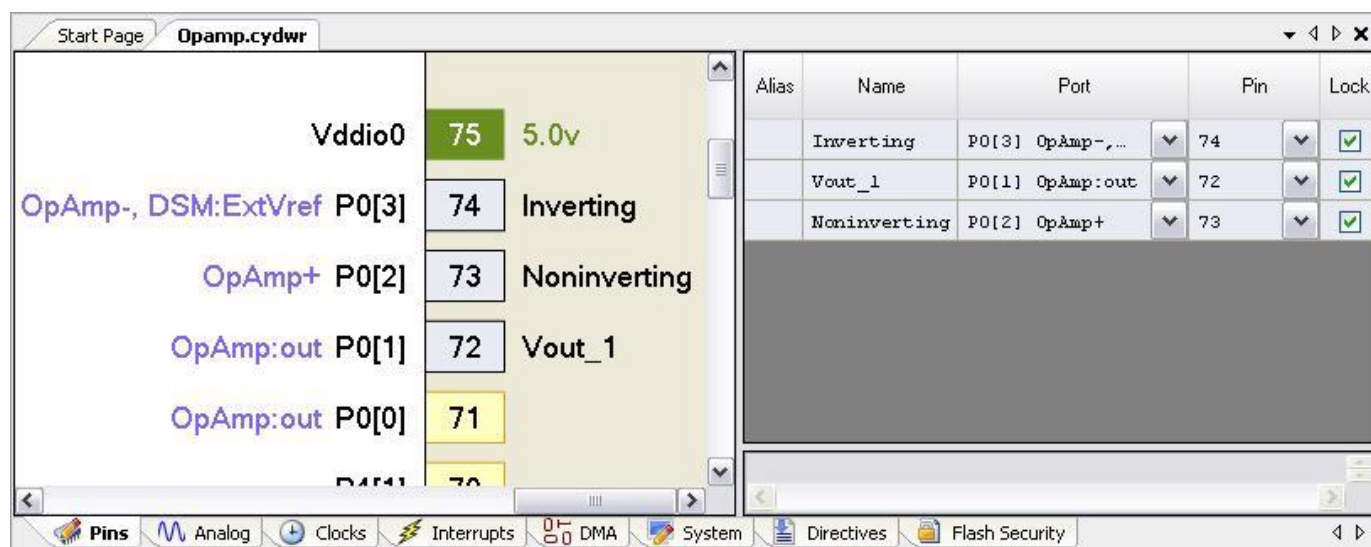 Start Page Opamp.cydwr
Vddio0 75 5.0v
OpAmp-, DSM:ExtVref P0[3] 74 Inverting
OpAmp+ P0[2] 73 Noninverting
OpAmp:out P0[1] 72 Vout_1
OpAmp:out P0[0] 71
Alias Name Port Pin Lock
Inverting P0[3] OpAmp-,... 74
Vout_1 P0[1] OpAmp:out 72
Noninverting P0[2] OpAmp+ 73
Pins Analog Clocks Interrupts DMA System Directives Flash Security